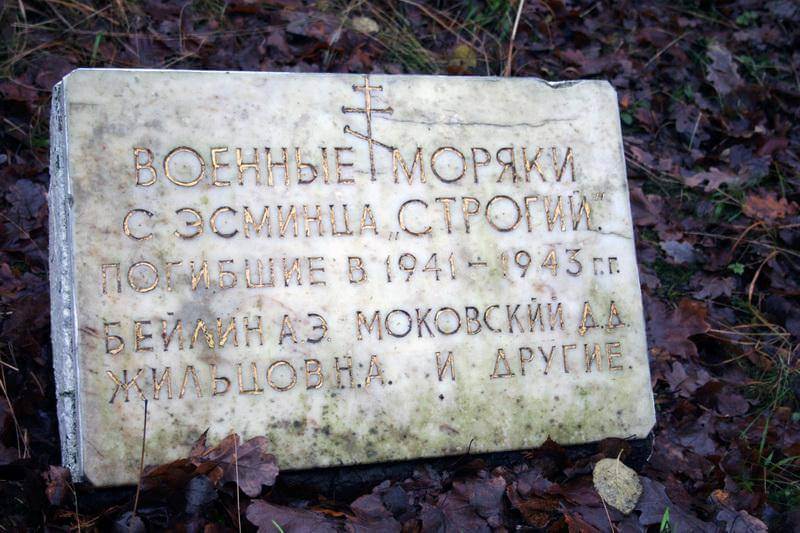 ВОЕННЫЕ МОРЯКИ
С ЭСМИНЦА „СТРОГИЙ".
ПОГИБШИЕ В 1941 – 1943 г.г.
БЕЙЛИН А.Э. МОКОВСКИЙ Д.Д.
ЖИЛЬЦОВ Н.А. И ДРУГИЕ.